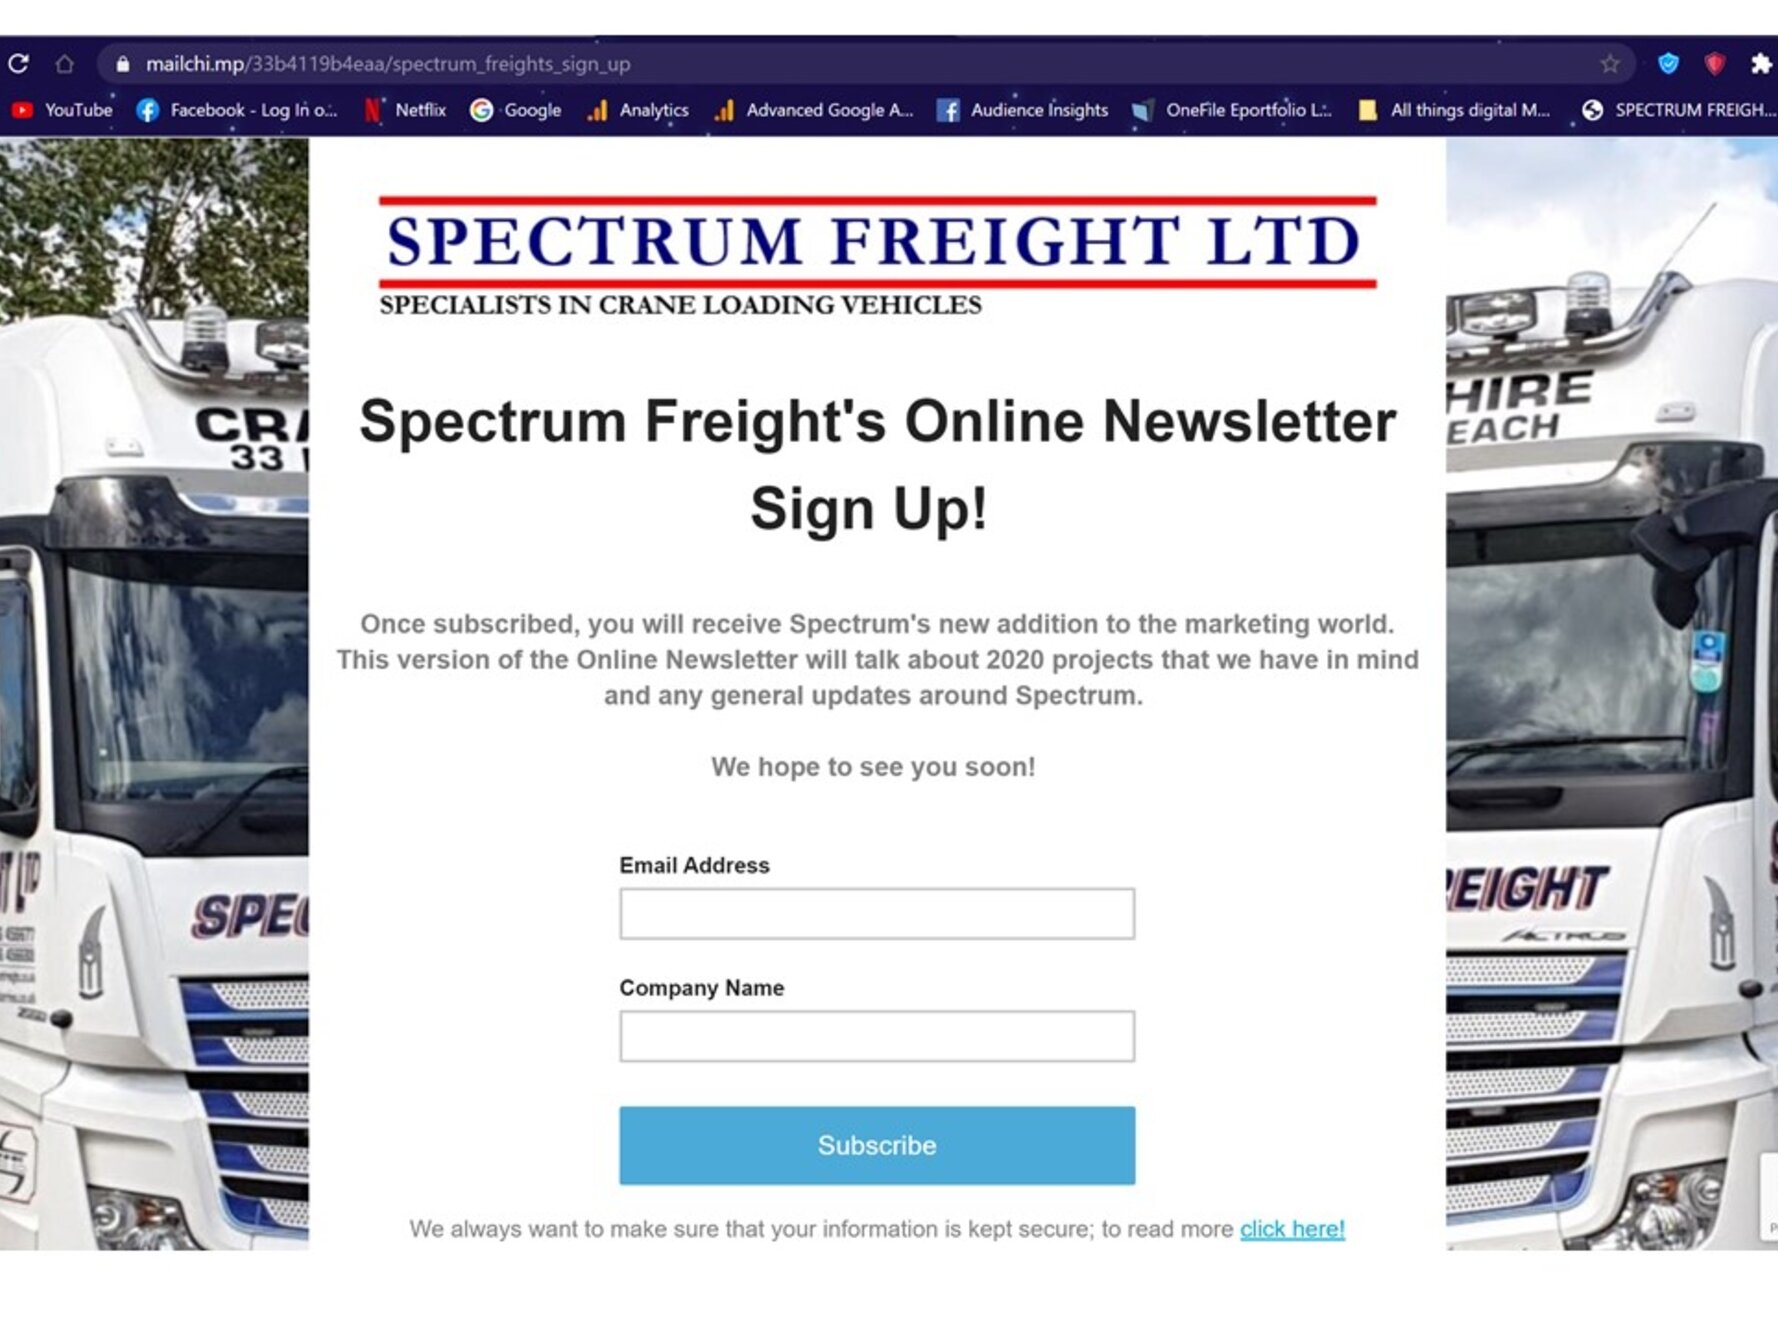 mailchi.mp/33b4119b4eaa/spectrum_freights_sign_up
YouTube Facebook - Log In o... Netflix Google Analytics Advanced Google A... Audience Insights OneFile Eportfolio L... All things digital M... SPECTRUM FREIGH...
SPECTRUM FREIGHT LTD
SPECIALISTS IN CRANE LOADING VEHICLES
Spectrum Freight's Online Newsletter
Sign Up!
Once subscribed, you will receive Spectrum's new addition to the marketing world.
This version of the Online Newsletter will talk about 2020 projects that we have in mind
and any general updates around Spectrum.
We hope to see you soon!
Email Address
Company Name
Subscribe
We always want to make sure that your information is kept secure; to read more click here!
CRA
33
HIRE
EACH
SPEC
EIGHT
ACTROS